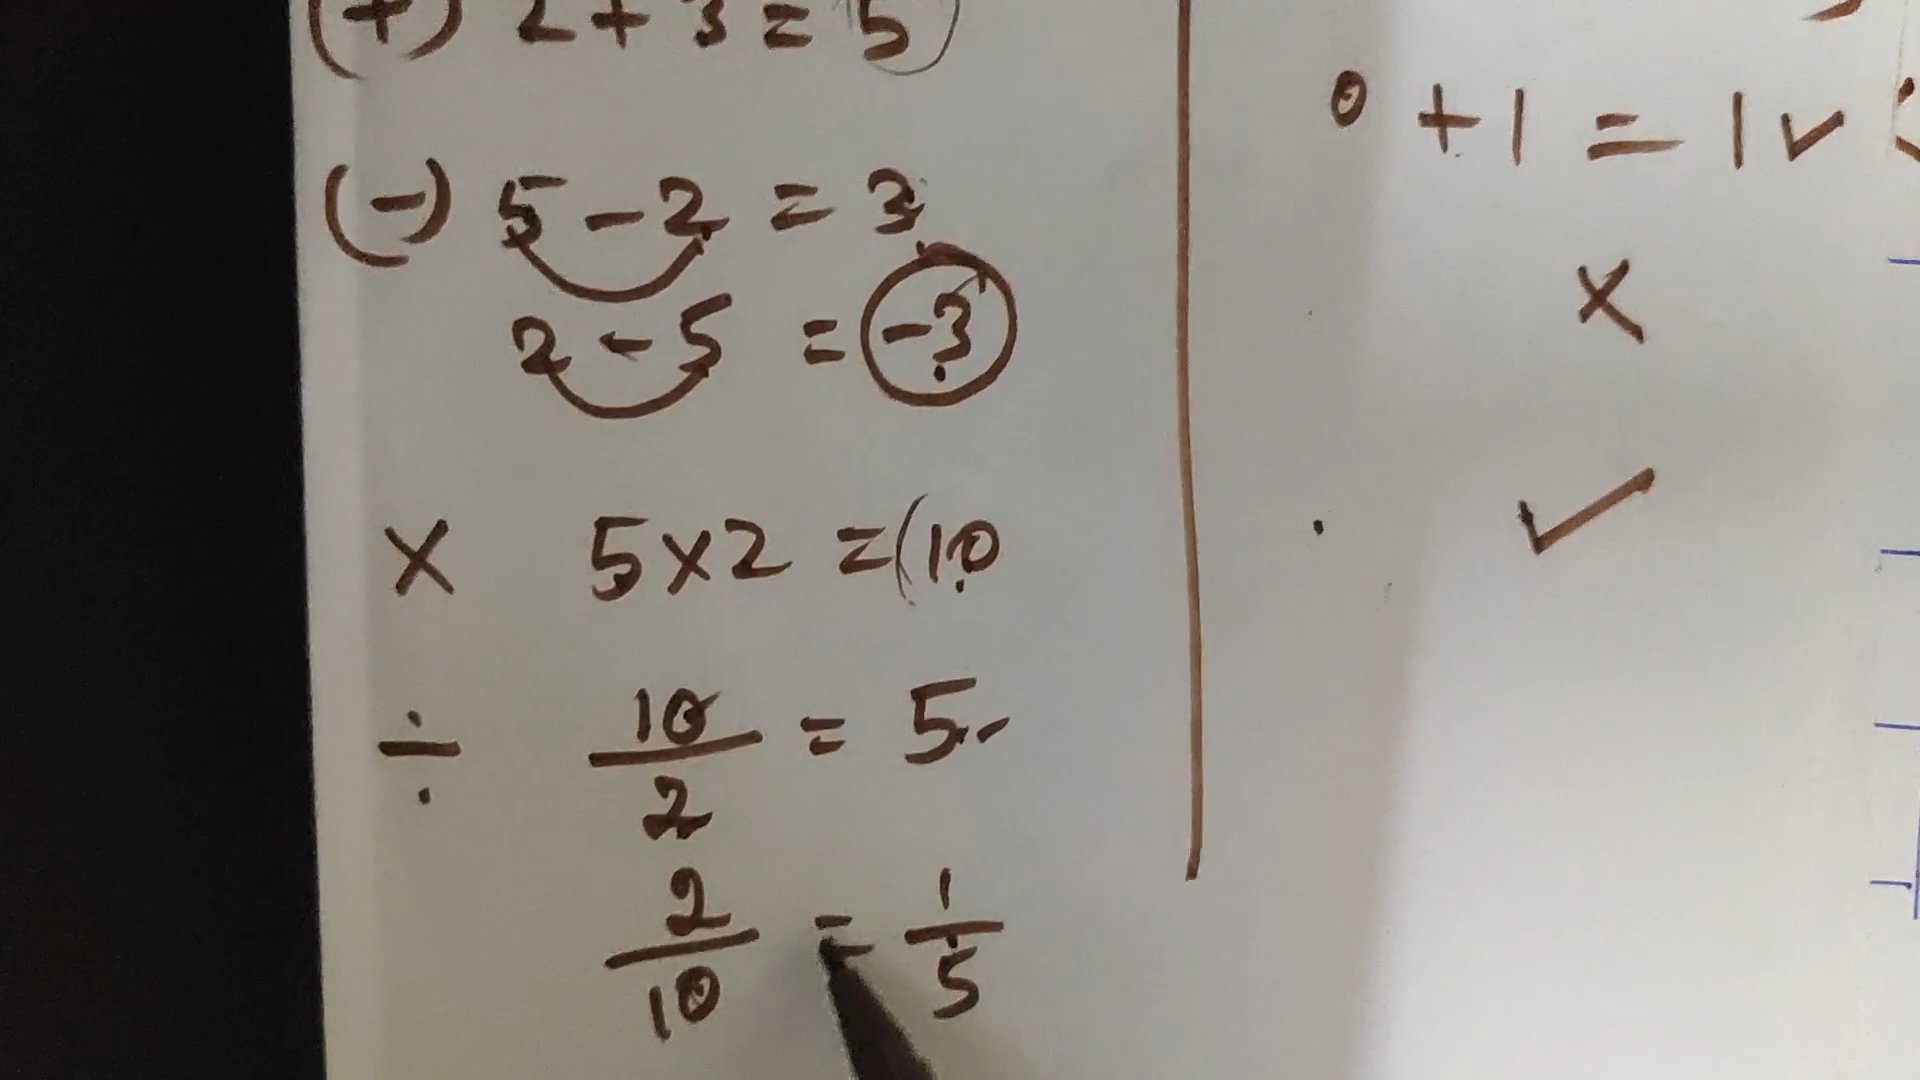 (+) 2 + 3 = 5
(-) 5 - 2 = 3
2 - 5 = -3
× 5 × 2 = (10
÷ 10/2 = 5
2/10 = 1/5
0 + 1 = 1 ✓
×
✓